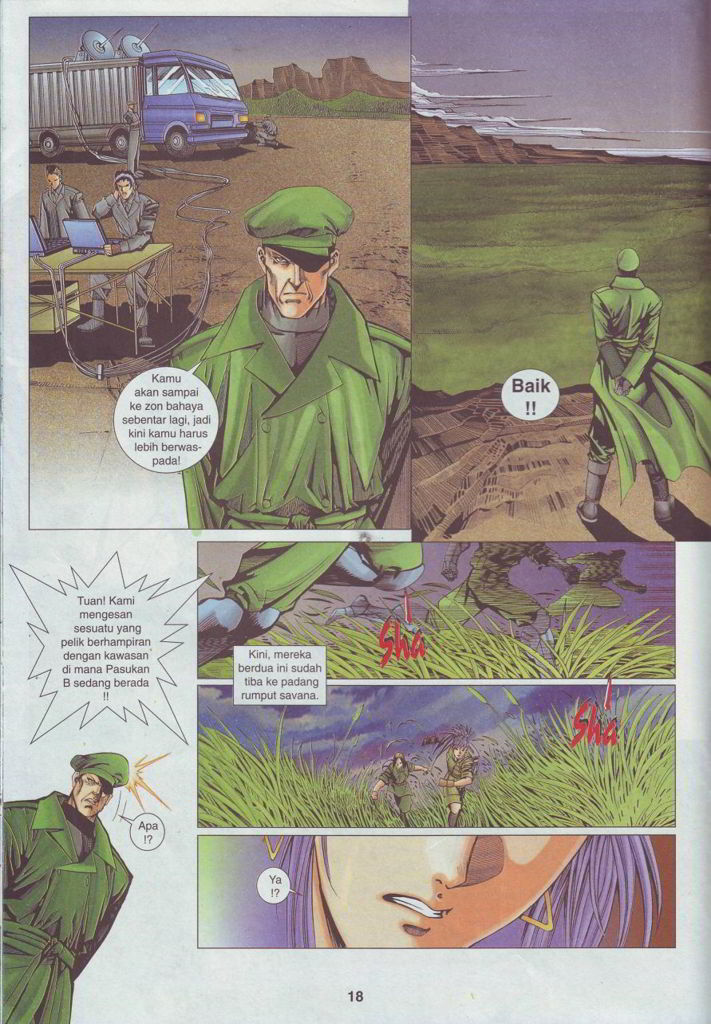 Kamu
akan sampai
ke zon bahaya
sebentar lagi, jadi
kini kamu harus
lebih berwas-
pada!
Baik
!!
Tuan! Kami
mengesan
sesuatu yang
pelik berhampiran
dengan kawasan
di mana Pasukan
B sedang berada
!!
Sha
Kini, mereka
berdua ini sudah
tiba ke padang
rumput savana.
Sha
Apa
!?
Ya
!?
18